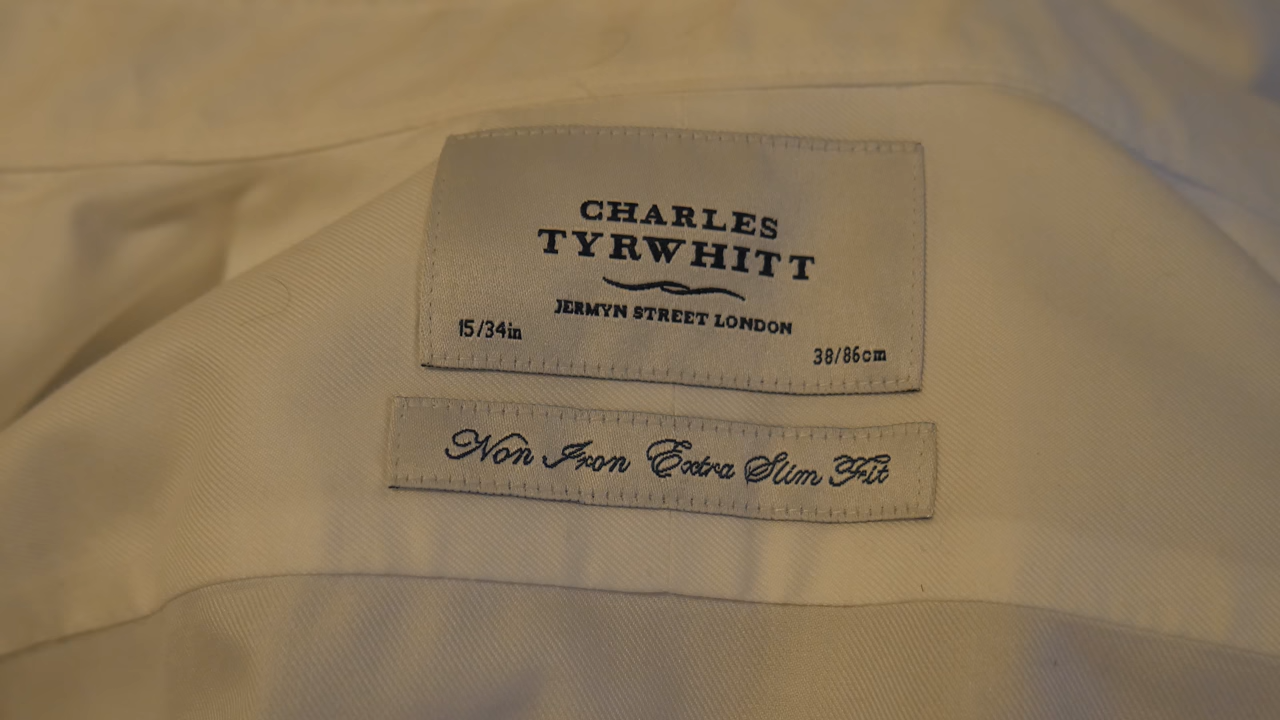 CHARLES
TYRWHITT
JERMYN STREET LONDON
15/34in
38/86cm
Non Iron Extra Slim Fit